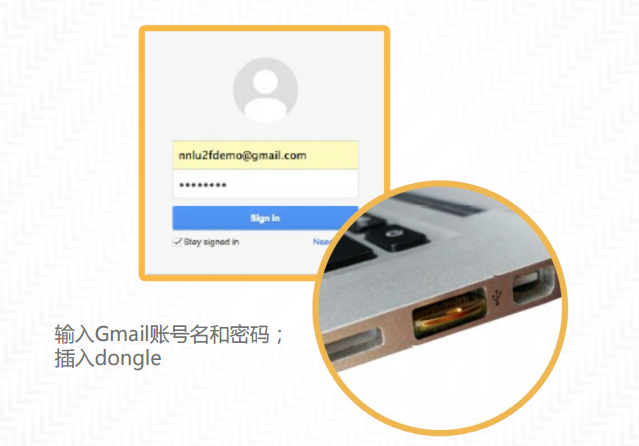 nnlu2fdemo@gmail.com
Sign in
Stay signed in
Nee
输入Gmail账号名和密码；
插入dongle